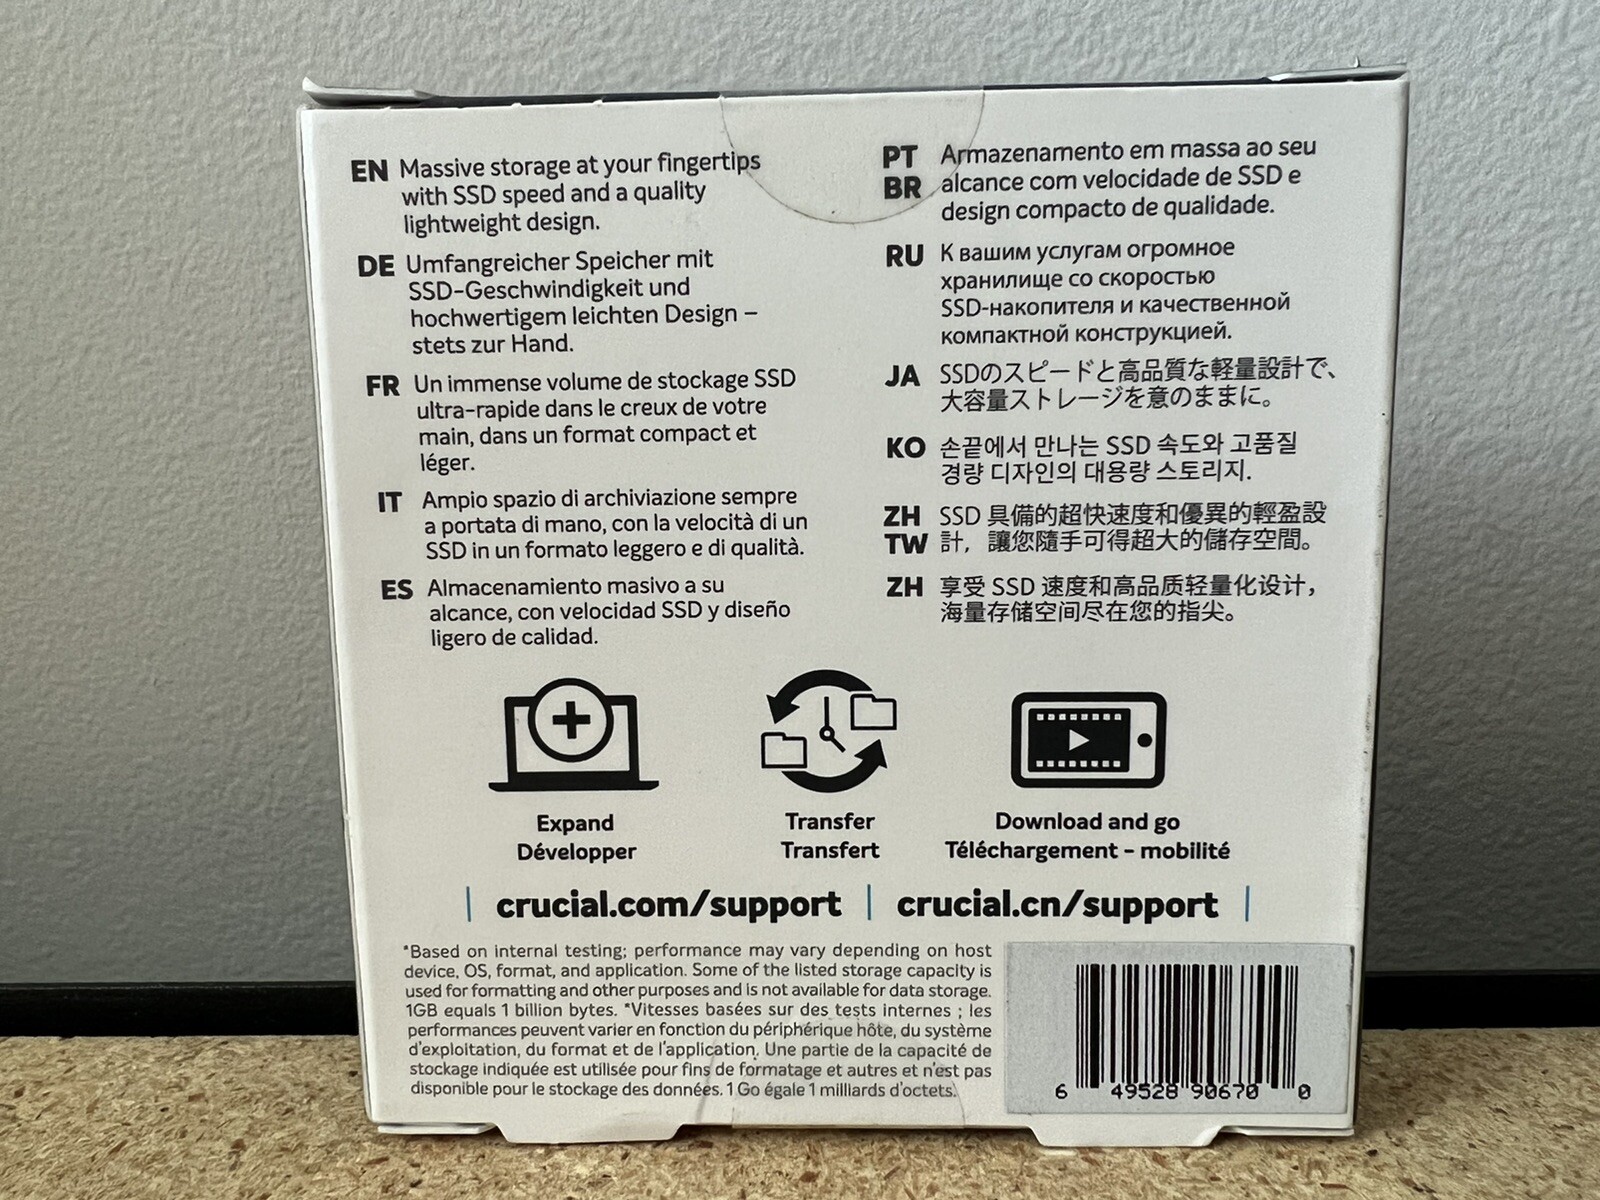 EN Massive storage at your fingertips
with SSD speed and a quality
lightweight design.
DE Umfangreicher Speicher mit
SSD-Geschwindigkeit und
hochwertigem leichten Design –
stets zur Hand.
FR Un immense volume de stockage SSD
ultra-rapide dans le creux de votre
main, dans un format compact et
léger.
IT Ampio spazio di archiviazione sempre
a portata di mano, con la velocità di un
SSD in un formato leggero e di qualità.
ES Almacenamiento masivo a su
alcance, con velocidad SSD y diseño
ligero de calidad.
PT Armazenamento em massa ao seu
BR alcance com velocidade de SSD e
design compacto de qualidade.
RU К вашим услугам огромное
хранилище со скоростью
SSD-накопителя и качественной
компактной конструкцией.
JA SSDのスピードと高品質な軽量設計で、
大容量ストレージを意のままに。
KO 손끝에서 만나는 SSD 속도와 고품질
경량 디자인의 대용량 스토리지.
ZH SSD 具備的超快速度和優異的輕盈設
TW 計，讓您隨手可得超大的儲存空間。
ZH 享受 SSD 速度和高品质轻量化设计，
海量存储空间尽在您的指尖。
Expand
Développer
Transfer
Transfert
Download and go
Téléchargement – mobilité
crucial.com/support | crucial.cn/support
*Based on internal testing; performance may vary depending on host
device, OS, format, and application. Some of the listed storage capacity is
used for formatting and other purposes and is not available for data storage.
1GB equals 1 billion bytes. *Vitesses basées sur des tests internes ; les
performances peuvent varier en fonction du périphérique hôte, du système
d'exploitation, du format et de l'application. Une partie de la capacité de
stockage indiquée est utilisée pour fins de formatage et autres et n'est pas
disponible pour le stockage des données. 1 Go égale 1 milliards d'octets.
6 49528 90670 0